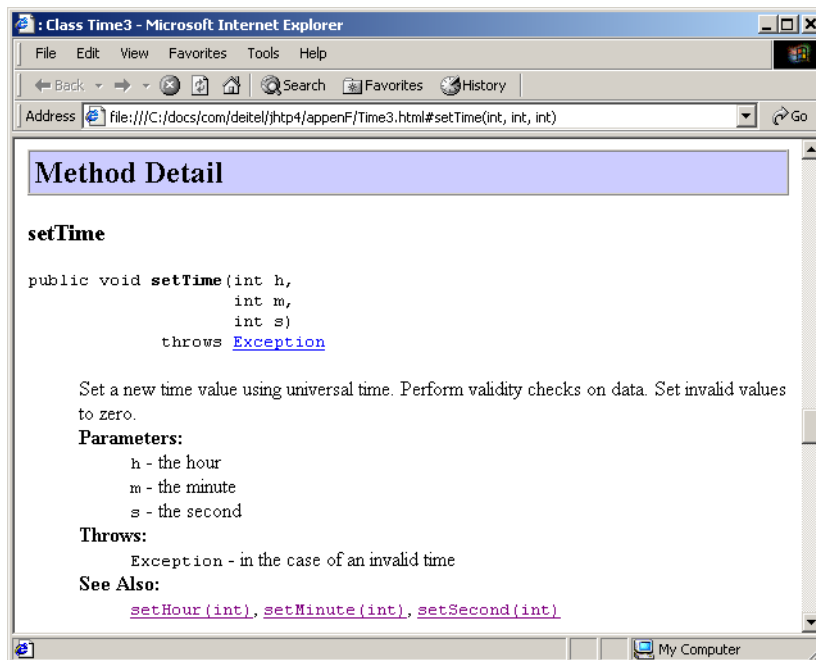 : Class Time3 - Microsoft Internet Explorer
File Edit View Favorites Tools Help
Back Search Favorites History
Address file:///C:/docs/com/deitel/jhtp4/appenF/Time3.html#setTime(int, int, int) Go
Method Detail
setTime
public void setTime(int h,
int m,
int s)
throws Exception
Set a new time value using universal time. Perform validity checks on data. Set invalid values
to zero.
Parameters:
h - the hour
m - the minute
s - the second
Throws:
Exception - in the case of an invalid time
See Also:
setHour(int), setMinute(int), setSecond(int)
My Computer